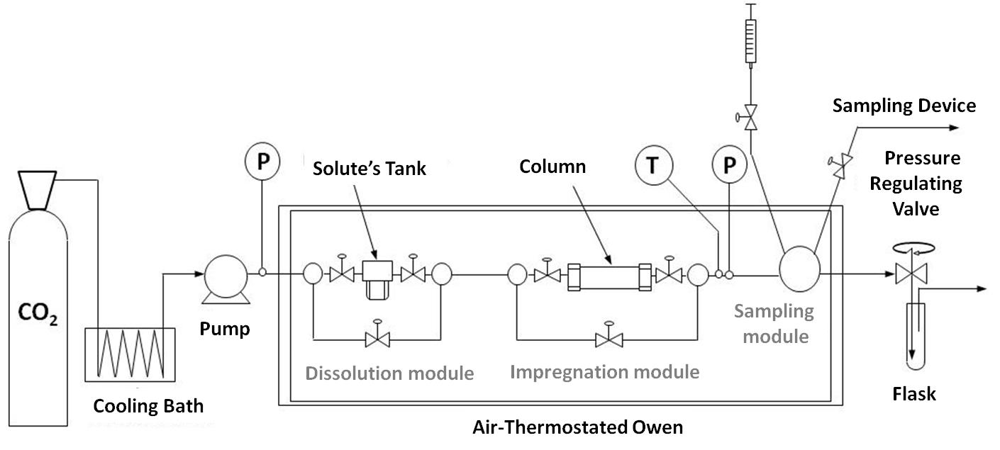 Sampling Device
P
Solute's Tank
Column
T
P
Pressure
Regulating
Valve
CO₂
Pump
Sampling
module
Dissolution module
Impregnation module
Flask
Cooling Bath
Air-Thermostated Owen